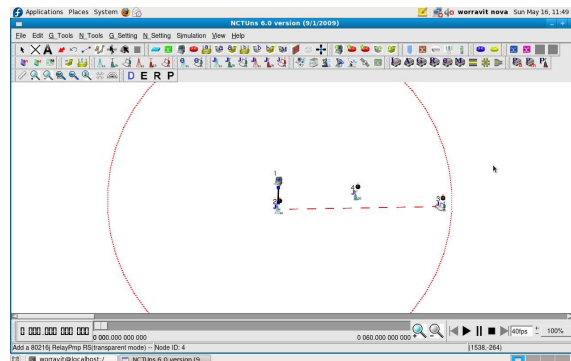 Applications Places System worravit nova Sun May 16, 11:49
NCTUns 6.0 version (9/1/2009)
File Edit G_Tools N_Tools G_Setting N_Setting Simulation View Help
D E R P
1
2
4
3
0 000 000 000 000
0 000.000 000 000
0 060.000 000 000
40fps
100%
Add a 80216j RelayPmp RS(transparent mode) -- Node ID: 4
(1538,-264)
worravit@localhost:/
NCTUns 6.0 version (9